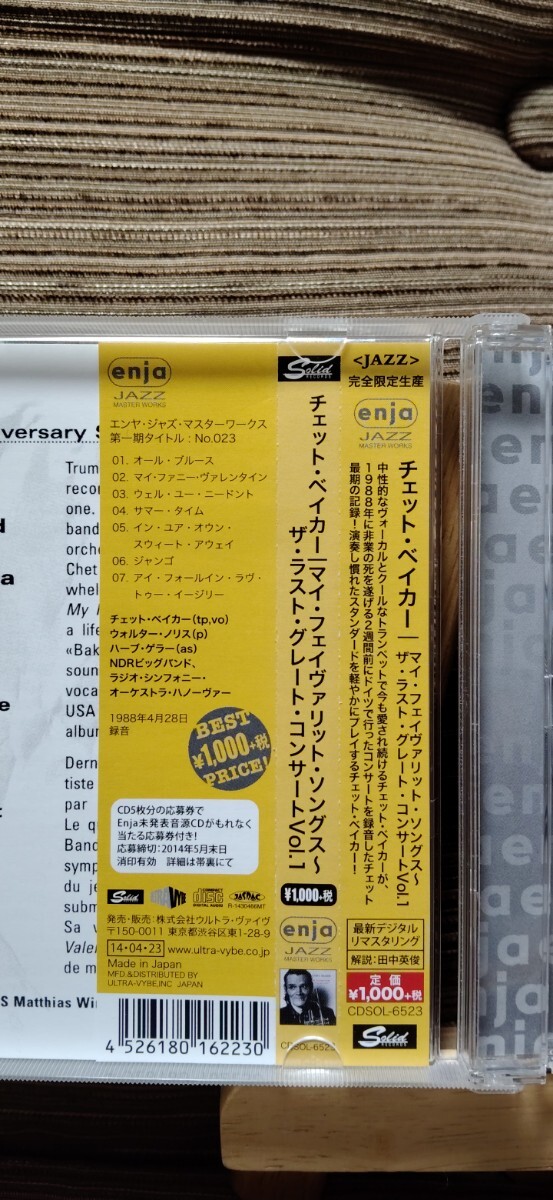 versary S
Trum
recor
one.
band
orche
Chet
whel
My
a life
«Bak
soun
voca
USA
album
Dern
tiste
par
Le q
Band
symp
du je
subm
Sa v
Valen
de m
S Matthias Wi
enja
JAZZ
MASTER WORKS
エンヤ・ジャズ・マスターワークス
第一期タイトル：No.023
01. オール・ブルース
02. マイ・ファニー・ヴァレンタイン
03. ウェル・ユー・ニードント
04. サマー・タイム
05. イン・ユア・オウン・
スウィート・アウェイ
06. ジャンゴ
07. アイ・フォールイン・ラヴ・
トゥー・イージリー
チェット・ベイカー(tp,vo)
ウォルター・ノリス(p)
ハーブ・ゲラー(as)
NDRビッグバンド、
ラジオ・シンフォニー・
オーケストラ・ハノーヴァー
1988年4月28日
録音
BEST
¥1,000+税
PRICE!
CD5枚分の応募券で
Enja未発表音源CDがもれなく
当たる応募券付き!
応募締切：2014年5月末日
消印有効 詳細は帯裏にて
Solid
RECORDS
COMPACT
disc
DIGITAL AUDIO
JASRAC
R-1430466MT
発売・販売：株式会社ウルトラ・ヴァイヴ
〒150-0011 東京都渋谷区東1-28-9
14・04・23 www.ultra-vybe.co.jp
Made in Japan
MFD.&DISTRIBUTED BY
ULTRA-VYBE,INC JAPAN
4 526180 162230
Solid
RECORDS
チェット・ベイカー|マイ・フェイヴァリット・ソングス〜
ザ・ラスト・グレート・コンサートVol.1
¥1,000+税
enja
JAZZ
MASTER WORKS
CDSOL-6523
<JAZZ>
完全限定生産
enja
JAZZ
MASTER WORKS
チェット・ベイカー|マイ・フェイヴァリット・ソングス〜
ザ・ラスト・グレート・コンサートVol.1
中性的なヴォーカルとクールなトランペットで今も愛され続けるチェット・ベイカーが、
1988年に非業の死を遂げる2週間前にドイツで行ったコンサートを録音したチェット
最期の記録!演奏し慣れたスタンダードを軽やかにプレイするチェット・ベイカー!
最新デジタル
リマスタリング
解説：田中英俊
定価
¥1,000+税
CDSOL-6523
Solid
RECORDS